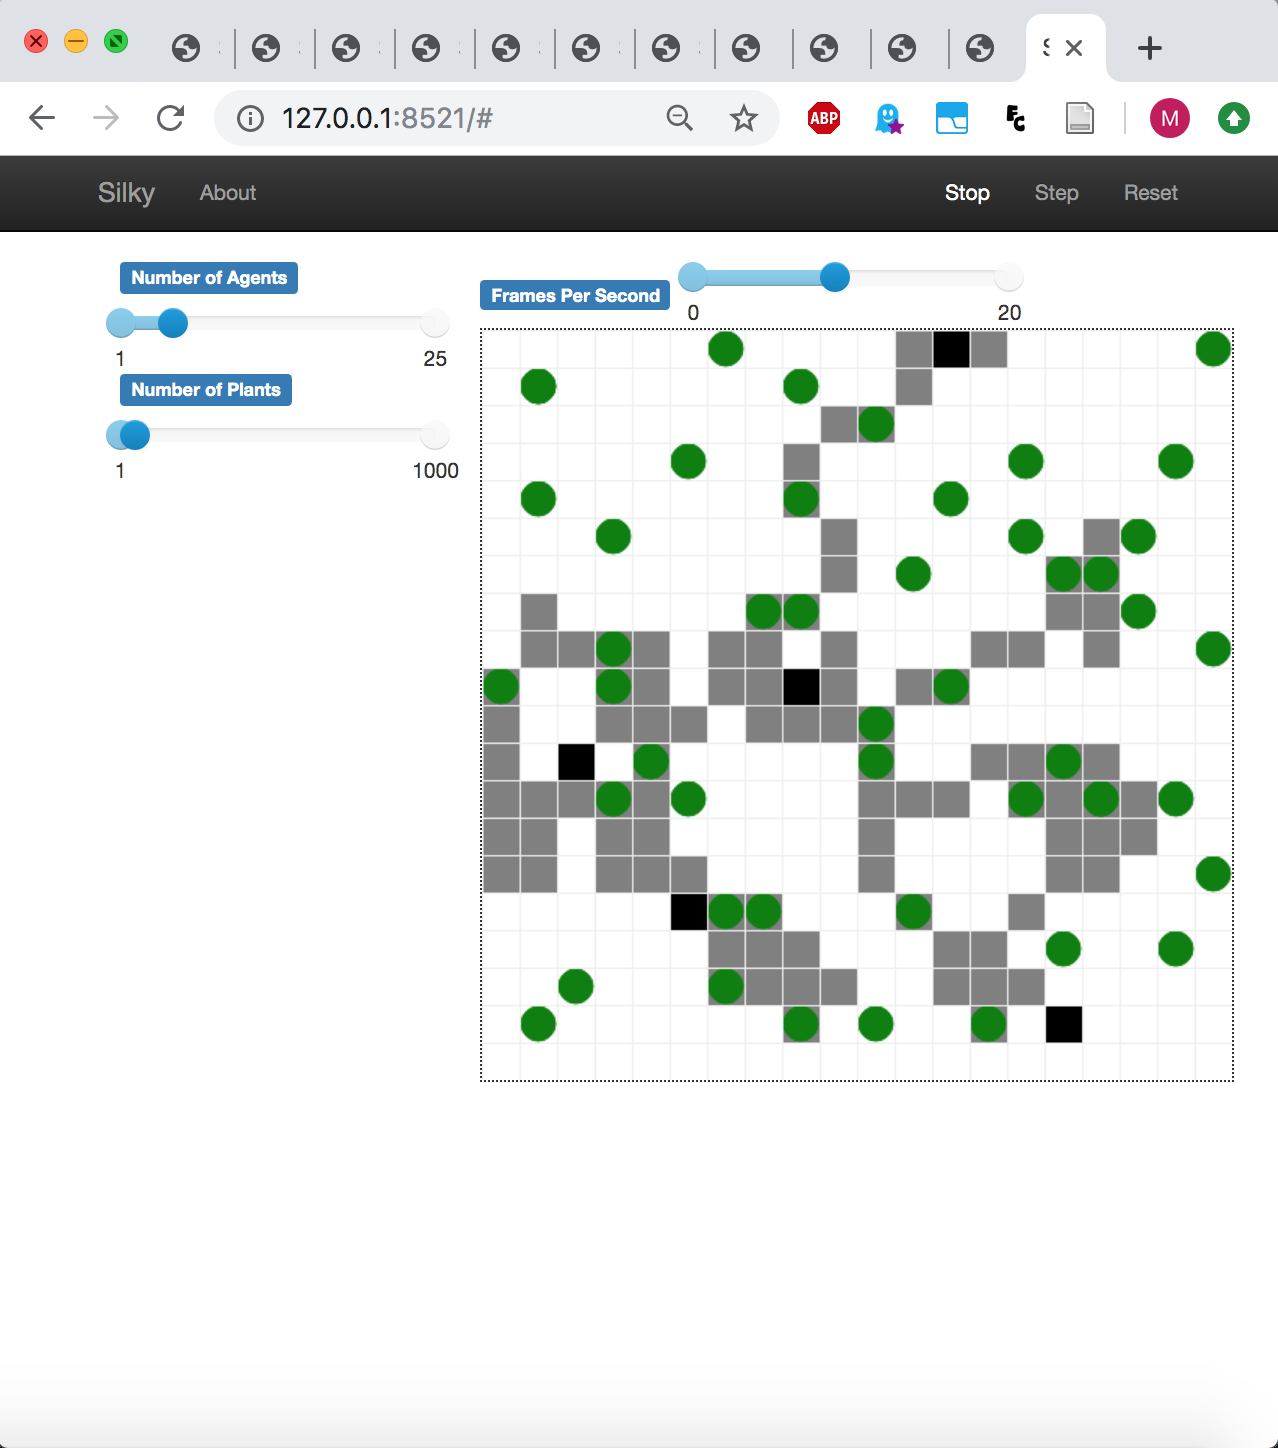 127.0.0.1:8521/#
ABP
M
Silky About Stop Step Reset
Number of Agents
1 25
Number of Plants
1 1000
Frames Per Second
0 20